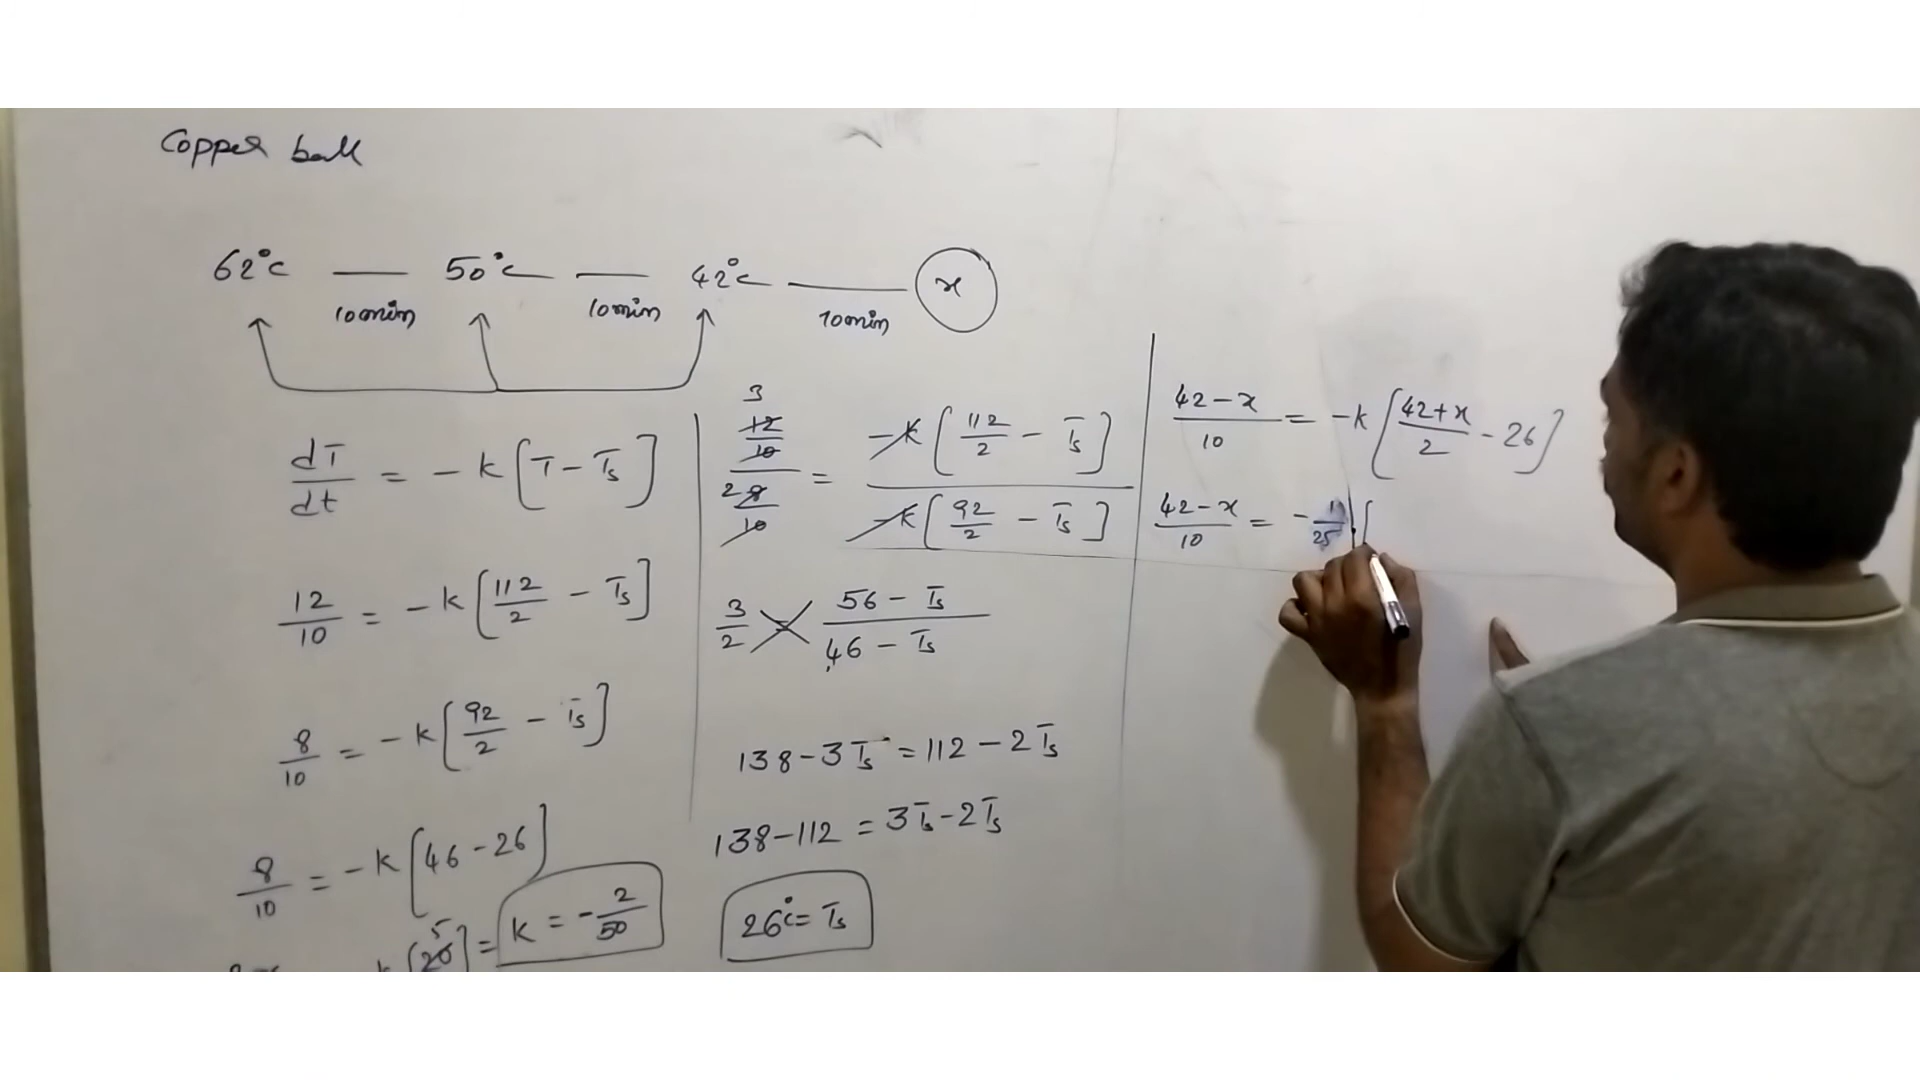 Copper ball
62°C — 50°C — 42°C — x
10min 10min 10min
dT/dt = -k[T - Ts]
12/10 = -k[112/2 - Ts]
8/10 = -k[92/2 - Ts]
8/10 = -k[46 - 26]
k = -2/50
3
12/10 / 8/10 = -k[112/2 - Ts] / -k[92/2 - Ts]
2
3/2 = 56 - Ts / 46 - Ts
138 - 3Ts = 112 - 2Ts
138 - 112 = 3Ts - 2Ts
26°C = Ts
42 - x/10 = -k[42 + x/2 - 26]
42 - x/10 = -1/25 [